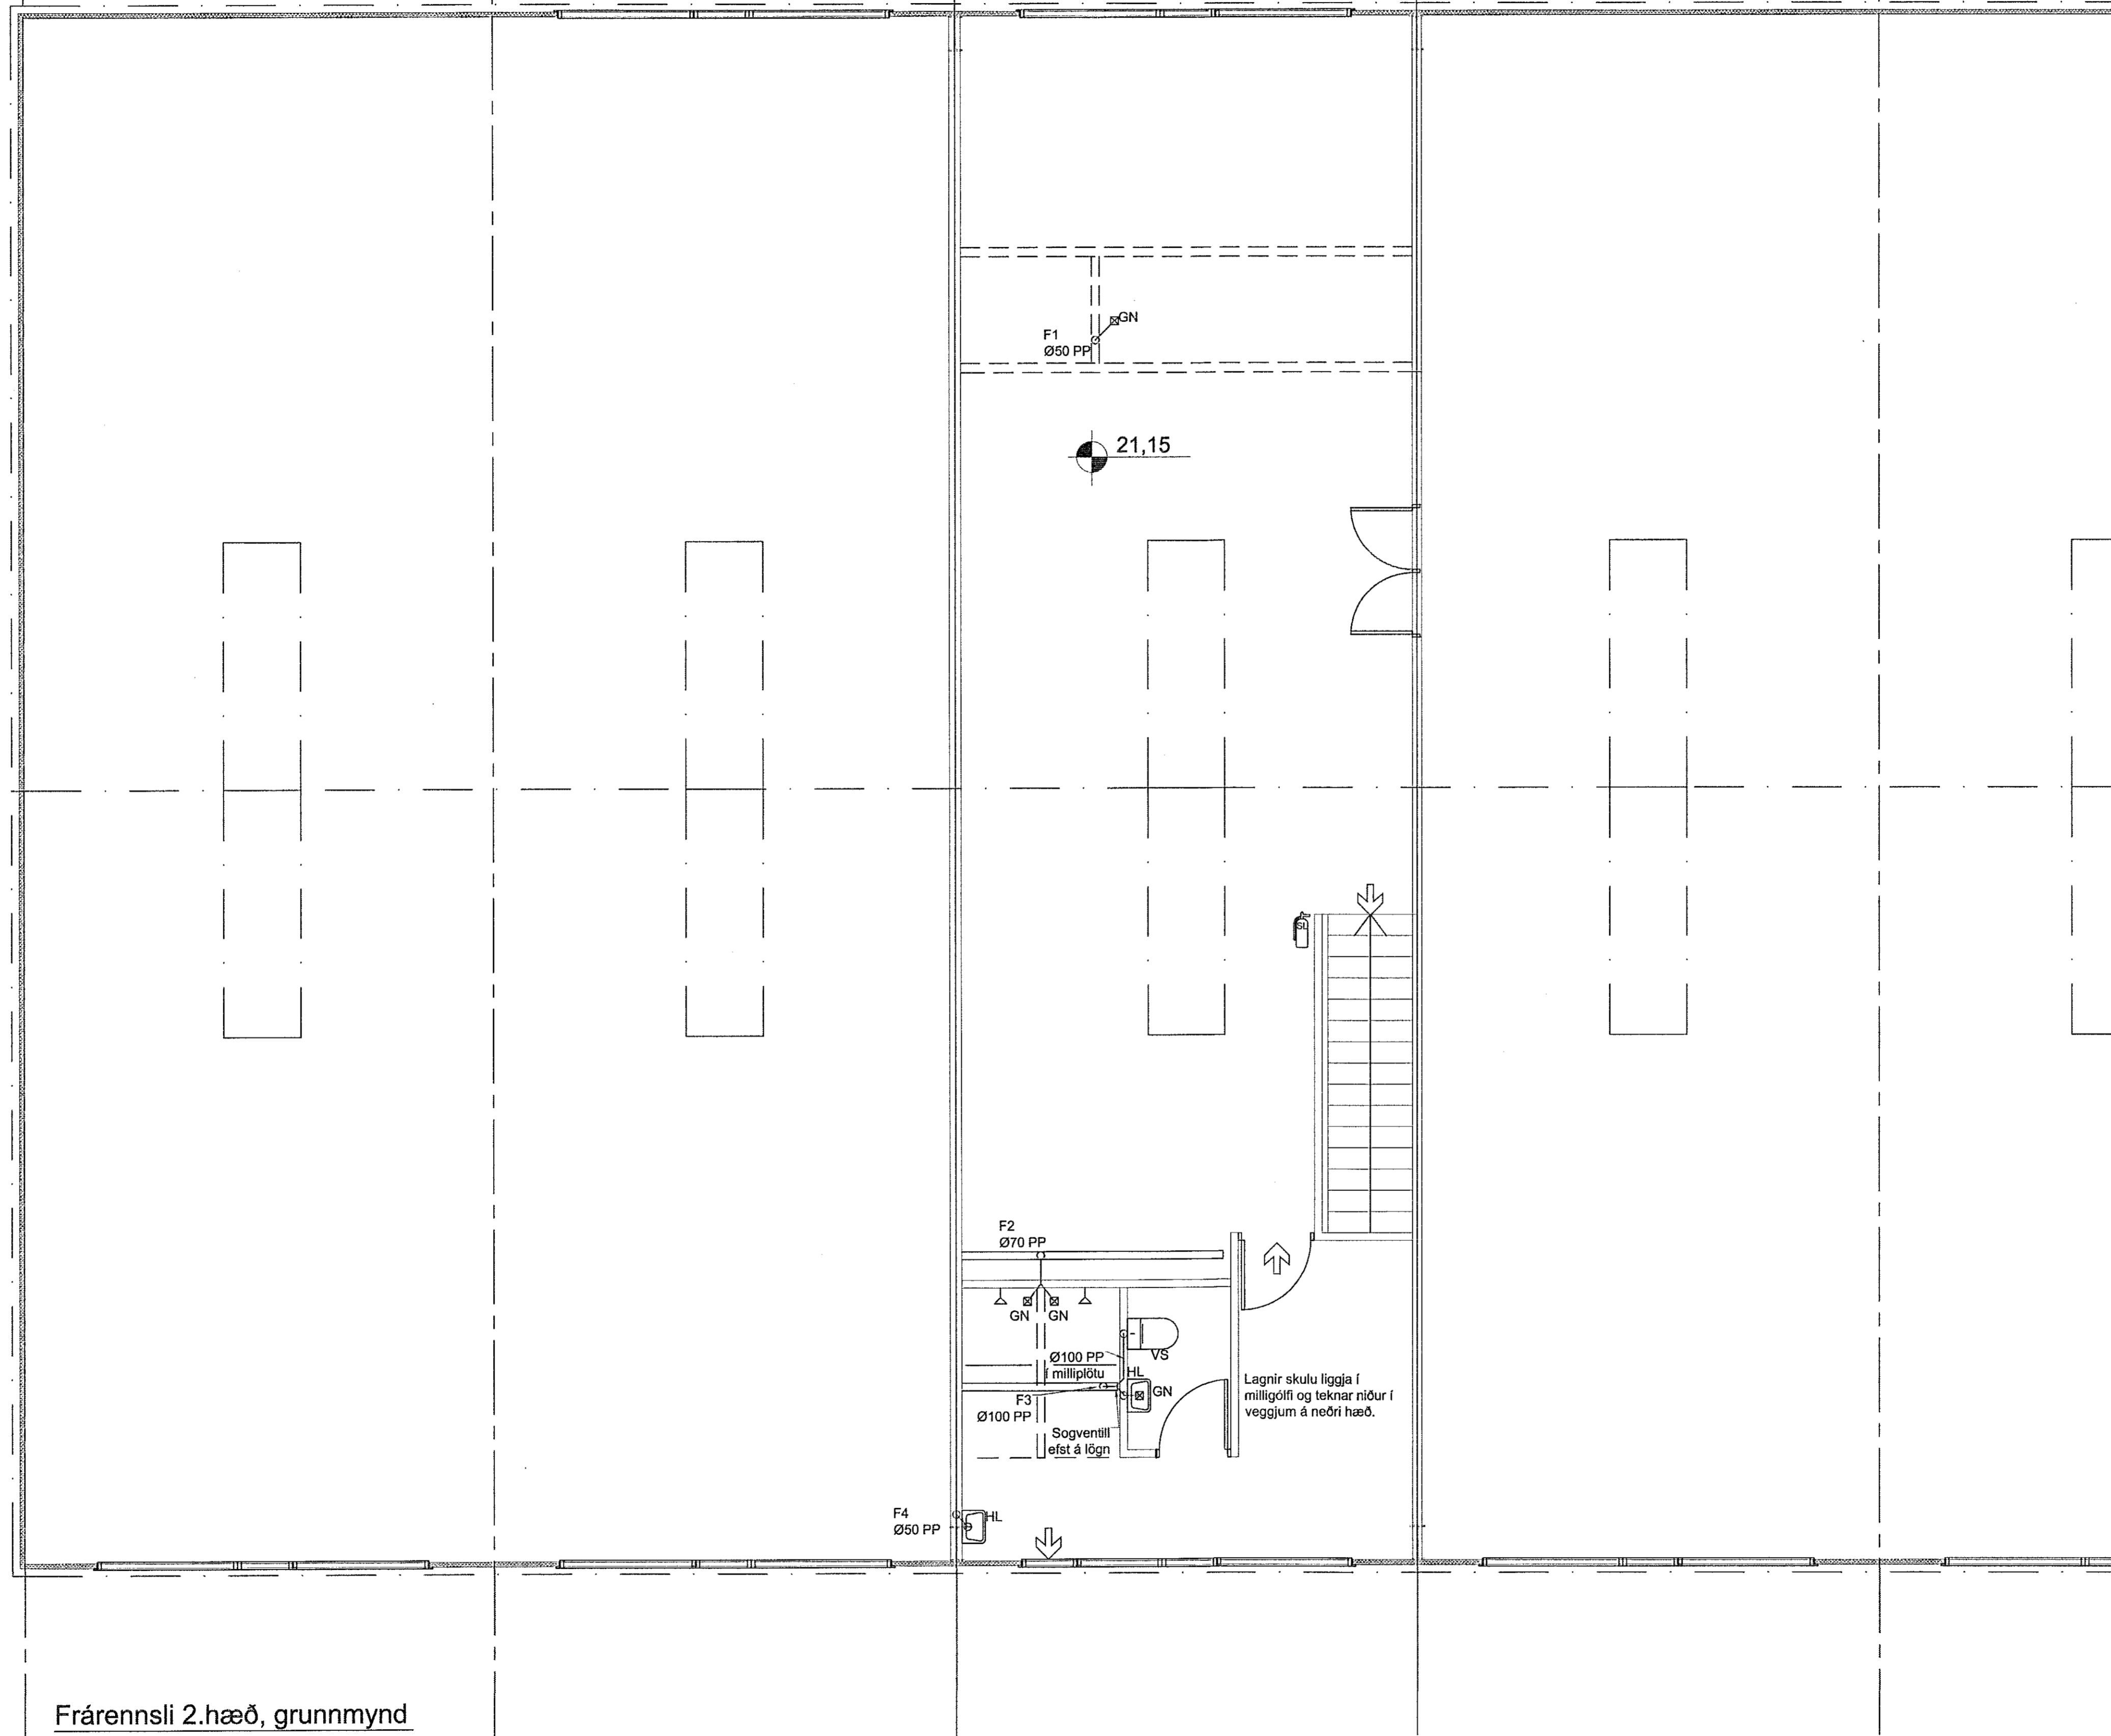 GN
F1
Ø50 PP
21,15
SL
F2
Ø70 PP
GN GN
Ø100 PP
í milliplötu
VS
HL
GN
F3
Ø100 PP
Sogventill
efst á lögn
Lagnir skulu liggja í
milligólfi og teknar niður í
veggjum á neðri hæð.
F4
Ø50 PP
HL
Frárennsli 2.hæð, grunnmynd